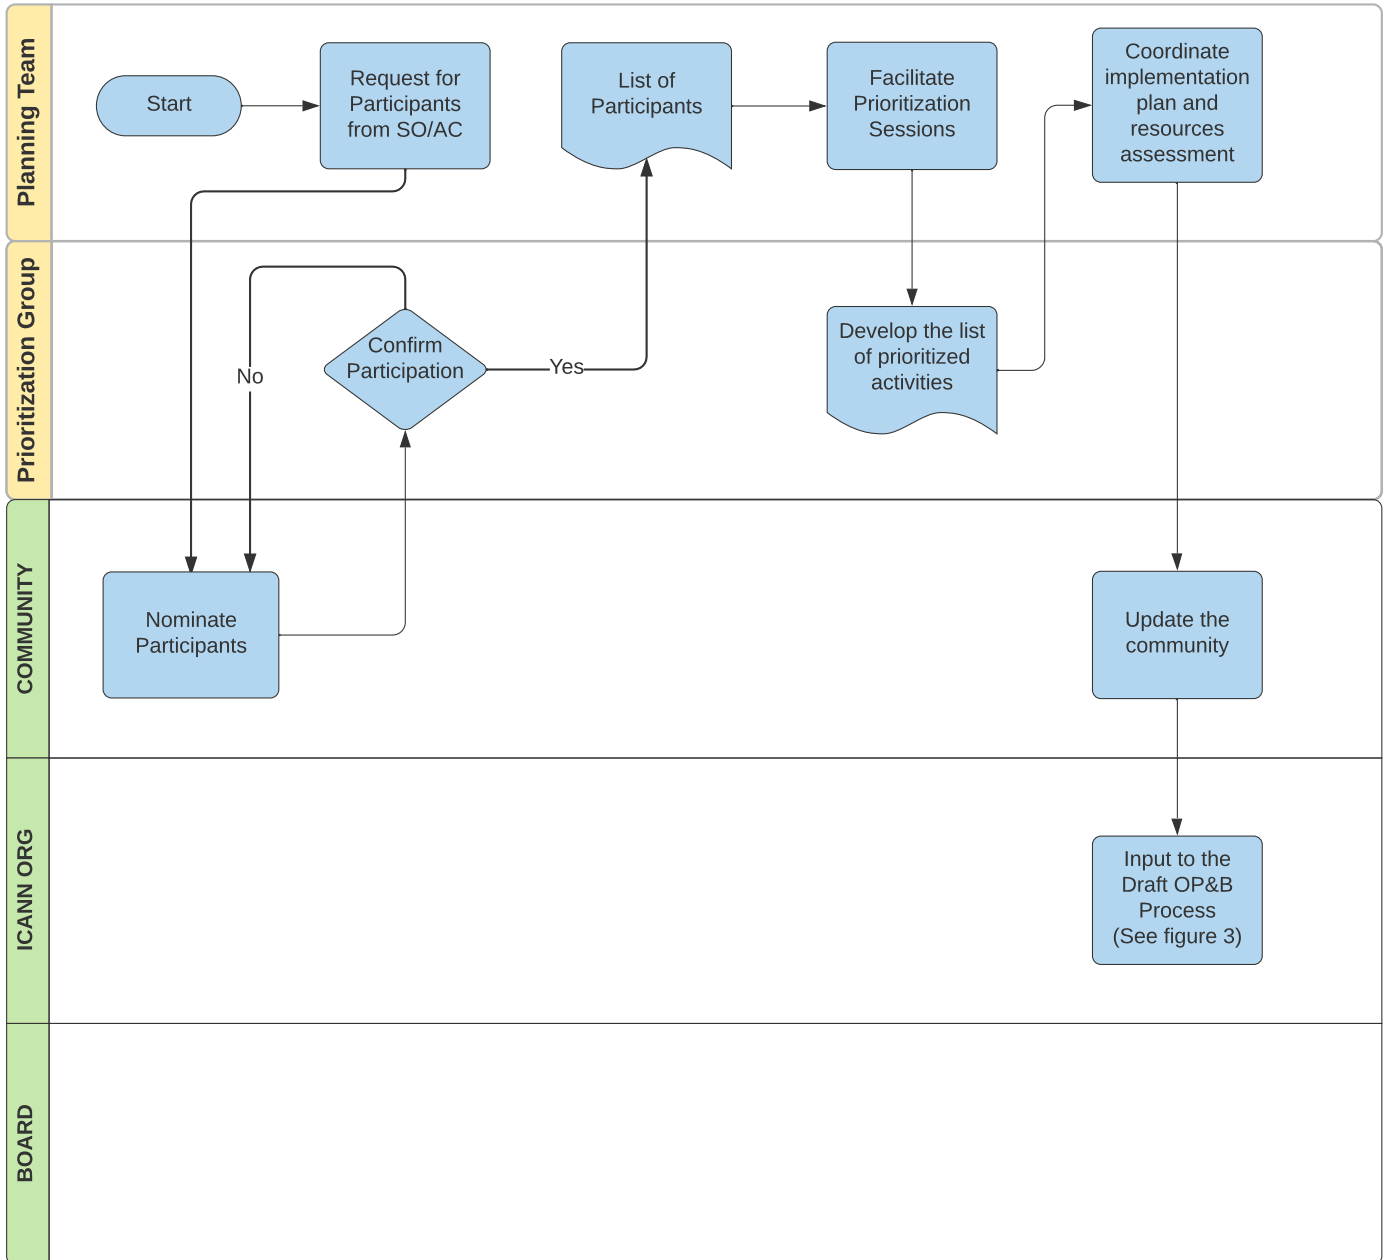 Planning Team
Start
Request for
Participants
from SO/AC
List of
Participants
Facilitate
Prioritization
Sessions
Coordinate
implementation
plan and
resources
assessment
Prioritization Group
No
Confirm
Participation
Yes
Develop the list
of prioritized
activities
COMMUNITY
Nominate
Participants
Update the
community
ICANN ORG
Input to the
Draft OP&B
Process
(See figure 3)
BOARD